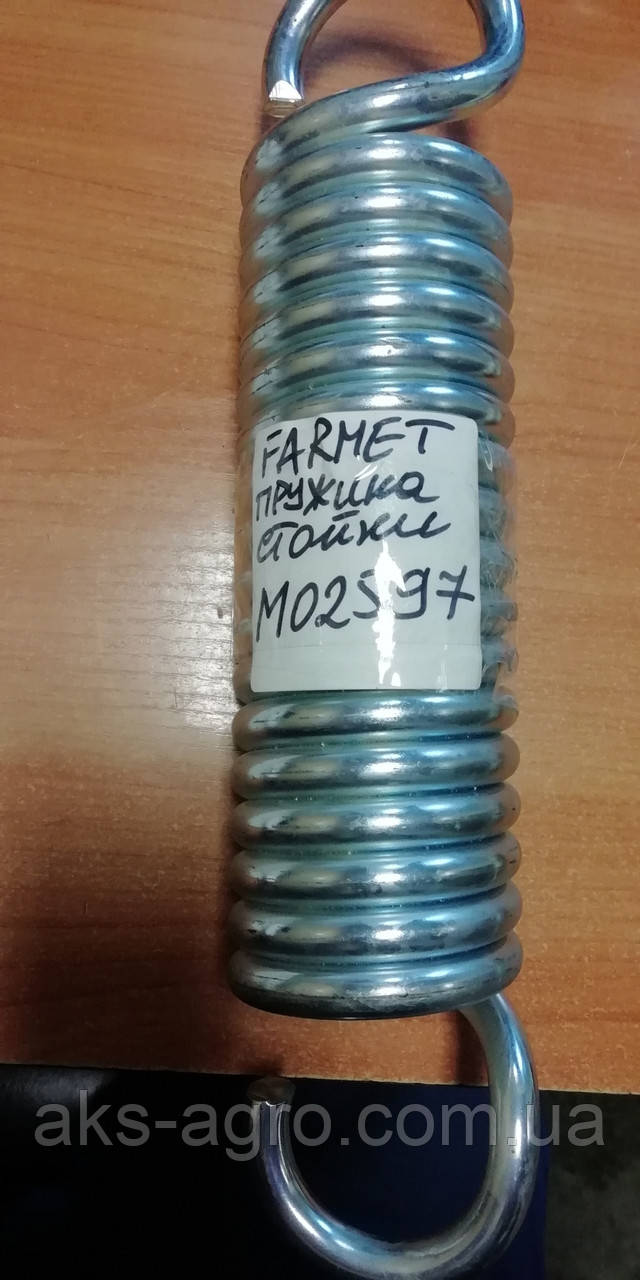 FARMET
пружина
стойки
M02597
aks-agro.com.ua